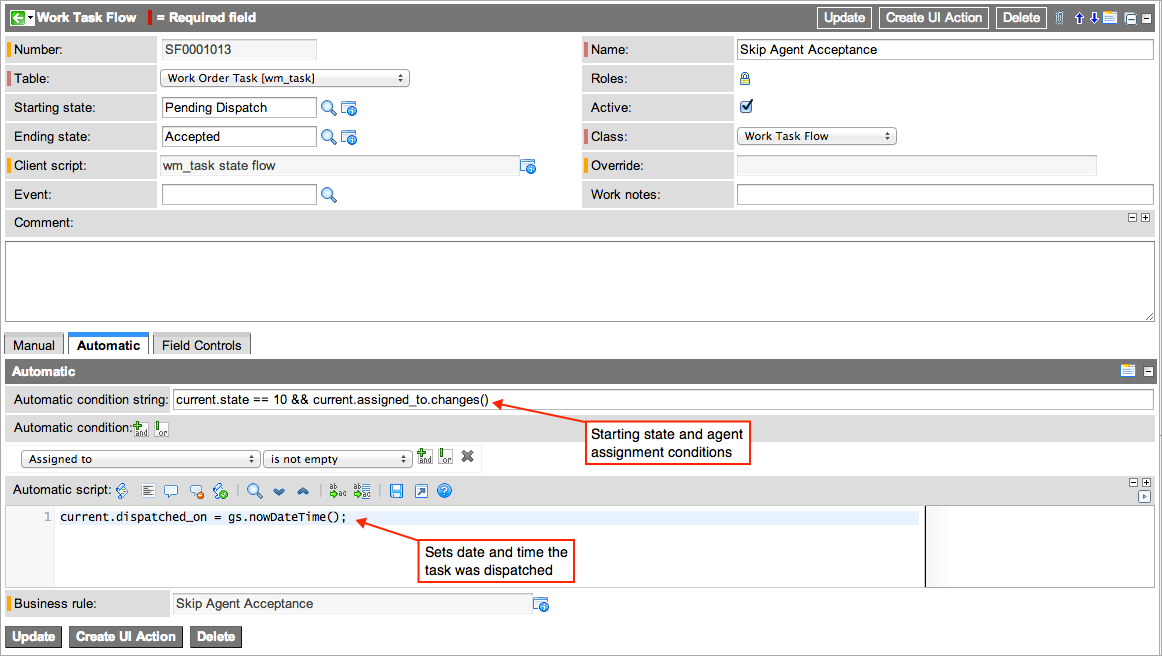 Work Task Flow = Required field Update Create UI Action Delete
Number: SF0001013 Name: Skip Agent Acceptance
Table: Work Order Task [wm_task] Roles:
Starting state: Pending Dispatch Active:
Ending state: Accepted Class: Work Task Flow
Client script: wm_task state flow Override:
Event: Work notes:
Comment:
Manual Automatic Field Controls
Automatic
Automatic condition string: current.state == 10 && current.assigned_to.changes()
Automatic condition: and or
Starting state and agent
assignment conditions
Assigned to is not empty and or
Automatic script:
1 current.dispatched_on = gs.nowDateTime();
Sets date and time the
task was dispatched
Business rule: Skip Agent Acceptance
Update Create UI Action Delete